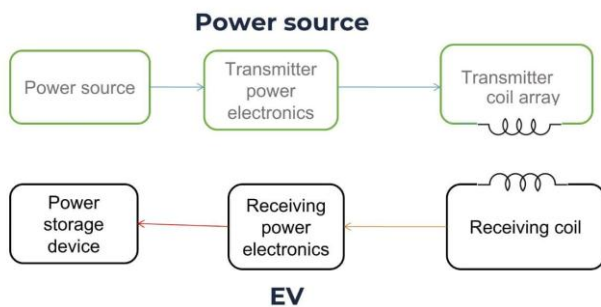 Power source
Power source
Transmitter
power
electronics
Transmitter
coil array
Power
storage
device
Receiving
power
electronics
Receiving coil
EV